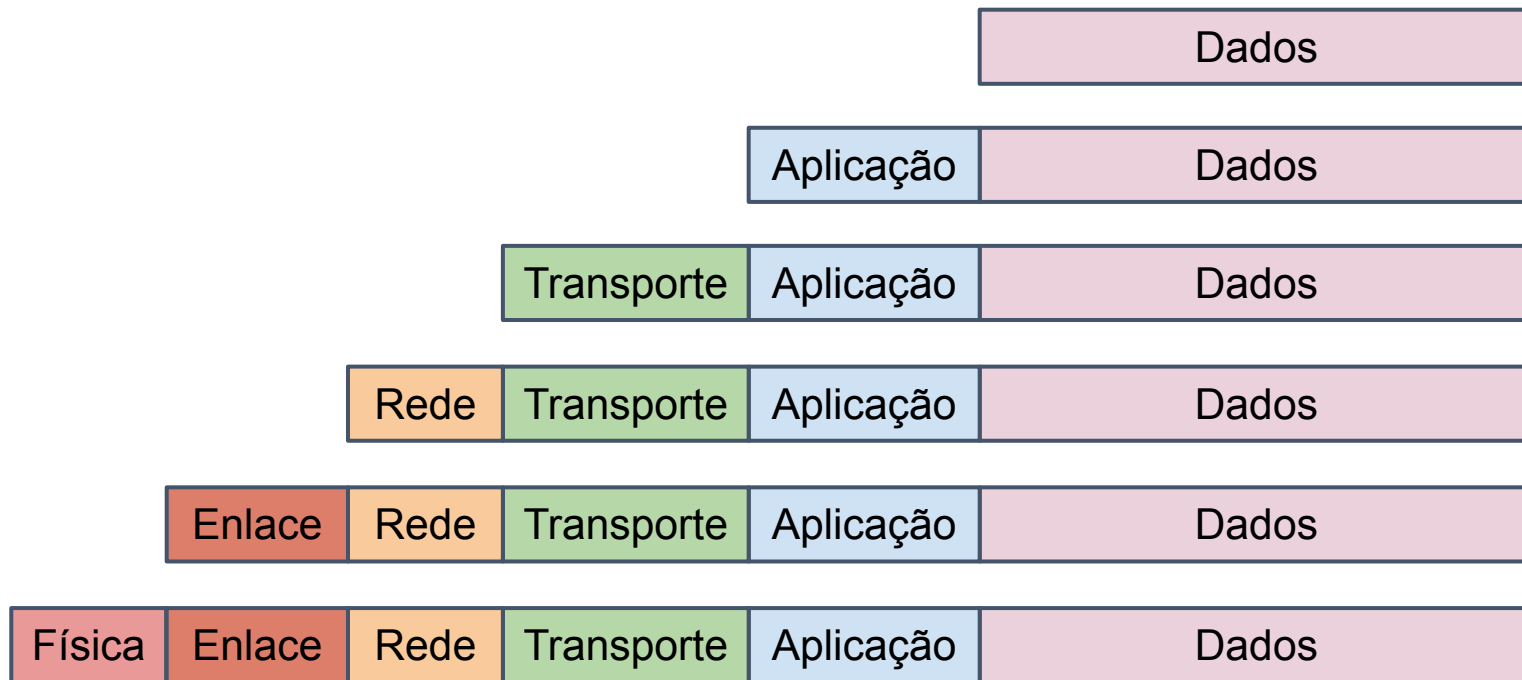 Dados
Aplicação Dados
Transporte Aplicação Dados
Rede Transporte Aplicação Dados
Enlace Rede Transporte Aplicação Dados
Física Enlace Rede Transporte Aplicação Dados